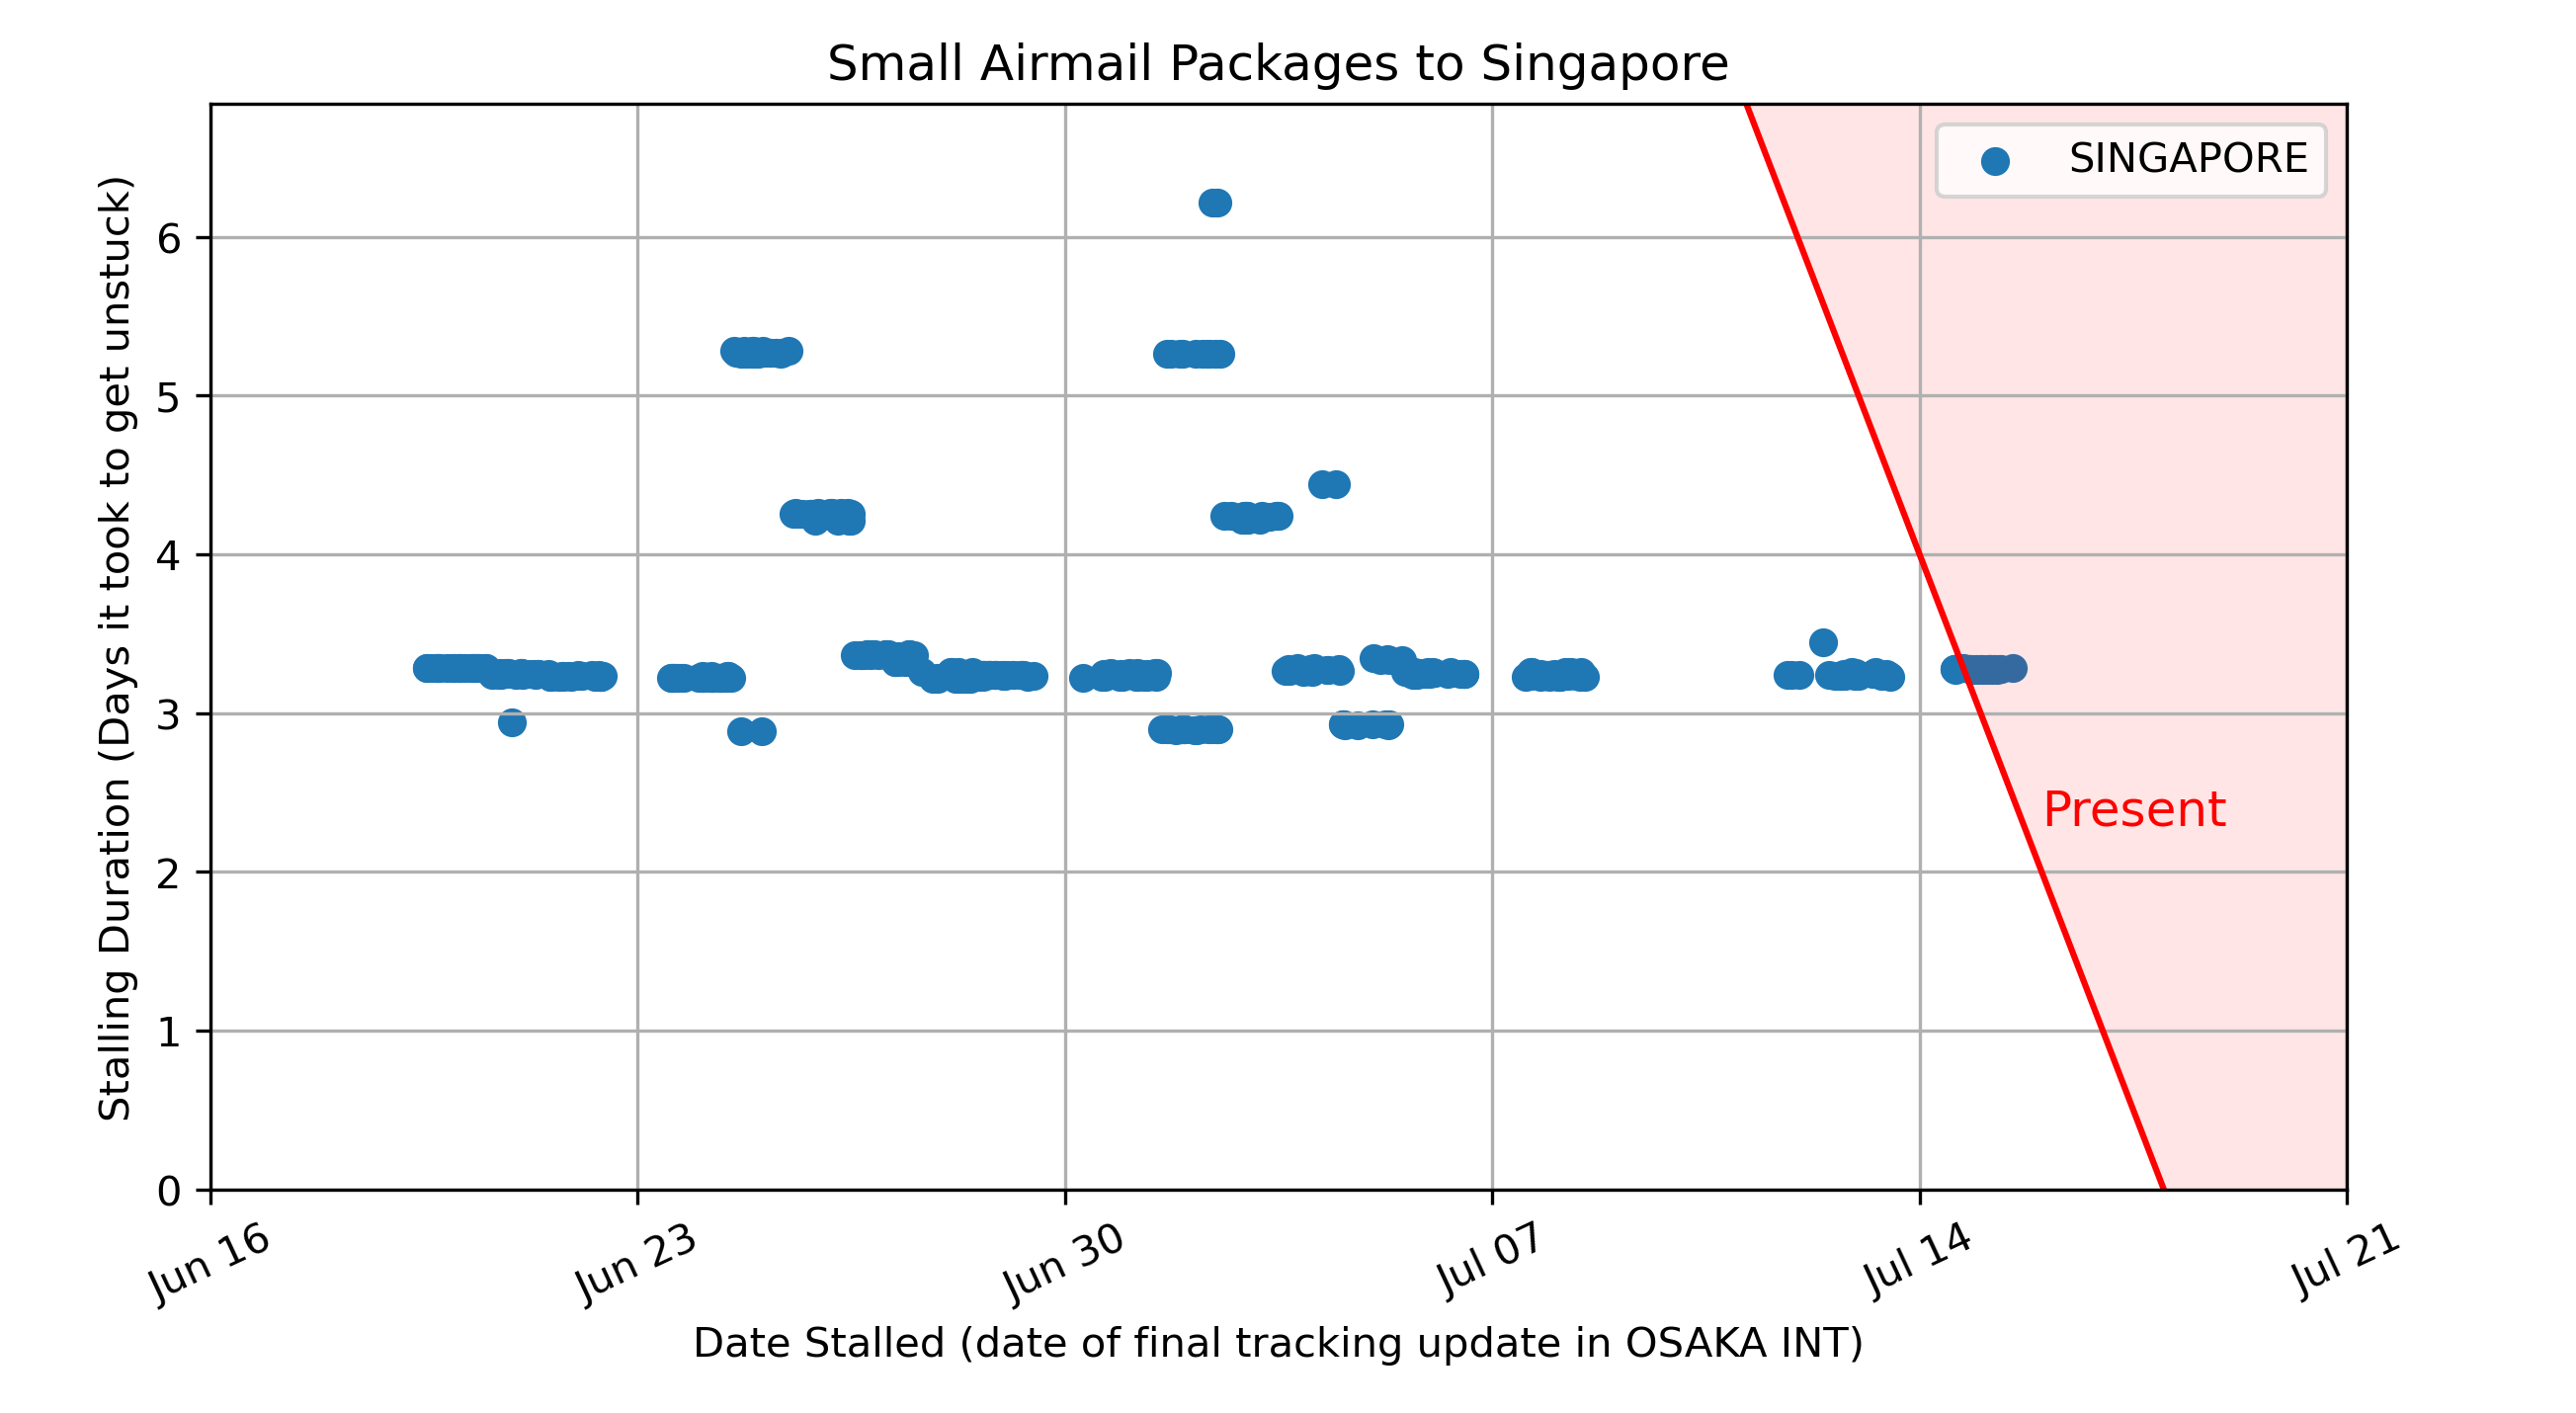 Small Airmail Packages to Singapore
SINGAPORE
Stalling Duration (Days it took to get unstuck)
6
5
4
3
2
1
0
Present
Jun 16
Jun 23
Jun 30
Jul 07
Jul 14
Jul 21
Date Stalled (date of final tracking update in OSAKA INT)